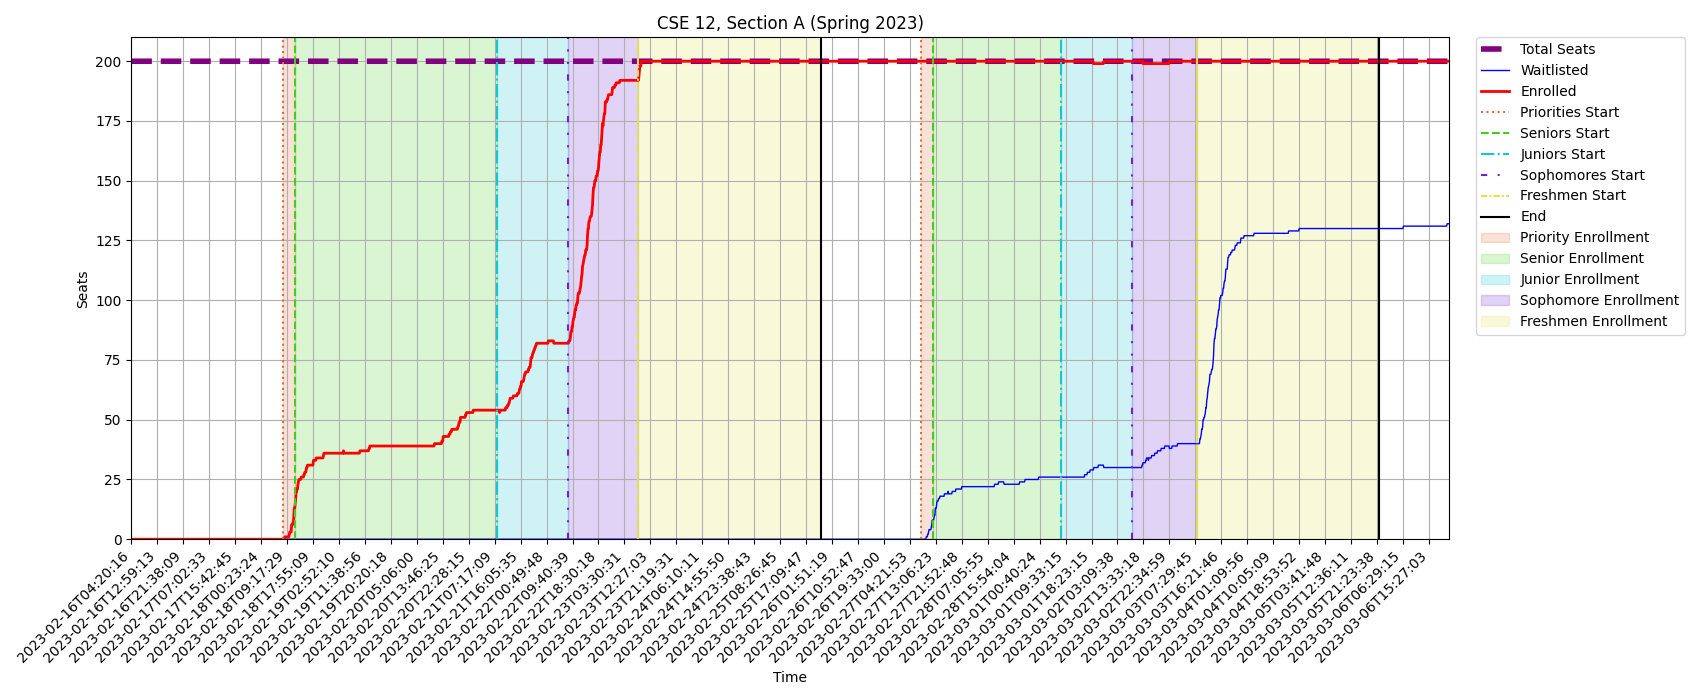 CSE 12, Section A (Spring 2023)
Seats
200
175
150
125
100
75
50
25
0
2023-02-16T04:20:16
2023-02-16T12:59:13
2023-02-16T21:38:09
2023-02-17T07:02:33
2023-02-17T15:42:45
2023-02-18T00:23:24
2023-02-18T09:17:29
2023-02-18T17:55:09
2023-02-19T02:52:10
2023-02-19T11:38:56
2023-02-19T20:20:18
2023-02-20T05:06:00
2023-02-20T13:46:25
2023-02-20T22:28:15
2023-02-21T07:17:09
2023-02-21T16:05:35
2023-02-22T00:49:48
2023-02-22T09:40:39
2023-02-22T18:30:18
2023-02-23T03:30:31
2023-02-23T12:27:03
2023-02-23T21:19:31
2023-02-24T06:10:11
2023-02-24T14:55:50
2023-02-24T23:38:43
2023-02-25T08:26:45
2023-02-25T17:09:47
2023-02-26T01:51:19
2023-02-26T10:52:47
2023-02-26T19:33:00
2023-02-27T04:21:53
2023-02-27T13:06:23
2023-02-27T21:52:48
2023-02-28T07:05:55
2023-02-28T15:54:04
2023-03-01T00:40:24
2023-03-01T09:33:15
2023-03-01T18:23:15
2023-03-02T03:09:38
2023-03-02T13:33:18
2023-03-02T22:34:59
2023-03-03T07:29:45
2023-03-03T16:21:46
2023-03-04T01:09:56
2023-03-04T10:05:09
2023-03-04T18:53:52
2023-03-05T03:41:48
2023-03-05T12:36:11
2023-03-05T21:23:38
2023-03-06T06:29:15
2023-03-06T15:27:03
Time
Total Seats
Waitlisted
Enrolled
Priorities Start
Seniors Start
Juniors Start
Sophomores Start
Freshmen Start
End
Priority Enrollment
Senior Enrollment
Junior Enrollment
Sophomore Enrollment
Freshmen Enrollment